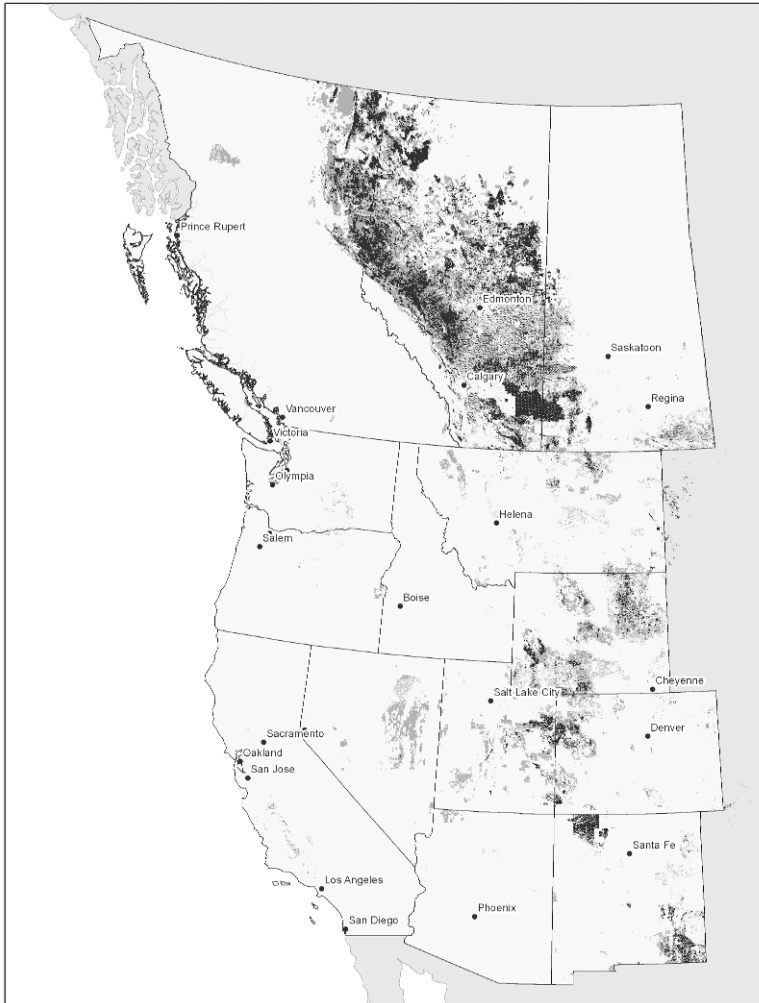 Prince Rupert
Edmonton
Saskatoon
Calgary
Regina
Vancouver
Victoria
Olympia
Helena
Salem
Boise
Cheyenne
Salt Lake City
Denver
Sacramento
Oakland
San Jose
Santa Fe
Los Angeles
Phoenix
San Diego